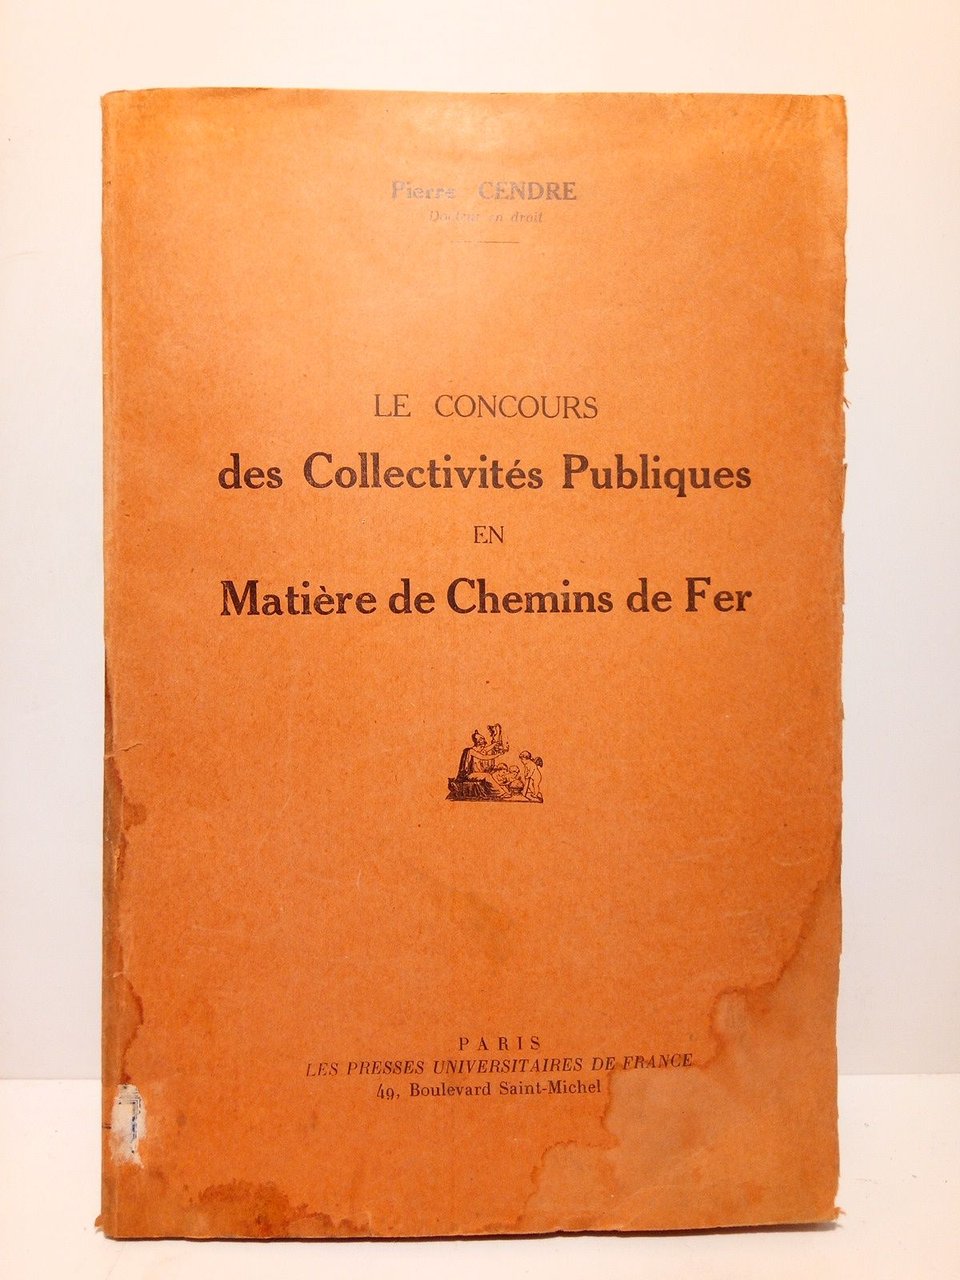 Pierre CENDRE
Docteur en droit
LE CONCOURS
des Collectivités Publiques
EN
Matière de Chemins de Fer
PARIS
LES PRESSES UNIVERSITAIRES DE FRANCE
49, Boulevard Saint-Michel